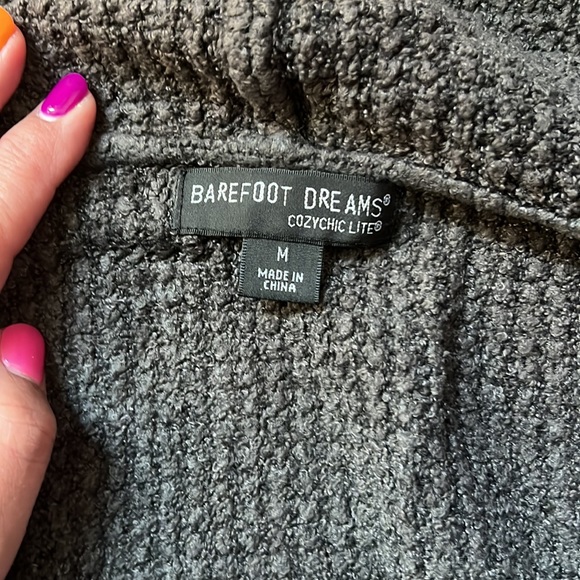 BAREFOOT DREAMS®
COZYCHIC LITE®
M
MADE IN
CHINA